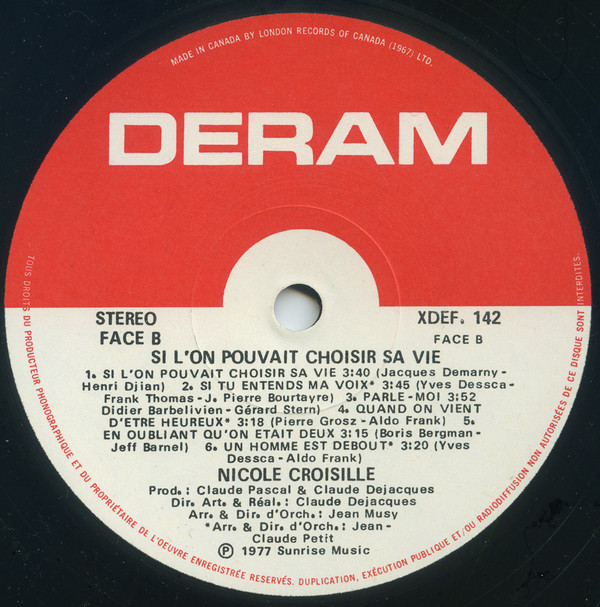 MADE IN CANADA BY LONDON RECORDS OF CANADA (1967) LTD.
DERAM
STEREO
FACE B
XDEF. 142
FACE B
SI L'ON POUVAIT CHOISIR SA VIE
1. SI L'ON POUVAIT CHOISIR SA VIE 3:40 (Jacques Demarny-
Henri Djian) 2. SI TU ENTENDS MA VOIX* 3:45 (Yves Dessca-
Frank Thomas-J. Pierre Bourtayre) 3. PARLE-MOI 3:52
Didier Barbelivien-Gérard Stern) 4. QUAND ON VIENT
D'ETRE HEUREUX* 3:18 (Pierre Grosz-Aldo Frank) 5.
EN OUBLIANT QU'ON ETAIT DEUX 3:15 (Boris Bergman-
Jeff Barnel) 6. UN HOMME EST DEBOUT* 3:20 (Yves
Dessca-Aldo Frank)
NICOLE CROISILLE
Prod. : Claude Pascal & Claude Dejacques
Dir. Art. & Réal. : Claude Dejacques
Arr. & Dir. d'Orch. : Jean Musy
*Arr. & Dir. d'Orch. : Jean-
Claude Petit
Ⓟ 1977 Sunrise Music
TOUS DROITS DU PRODUCTEUR PHONOGRAPHIQUE ET DU PROPRIÉTAIRE DE L'OEUVRE ENREGISTRÉE RESERVÉS. DUPLICATION, EXÉCUTION PUBLIQUE ET/OU RADIODIFFUSION NON AUTORISÉES DE CE DISQUE SONT INTERDITES.